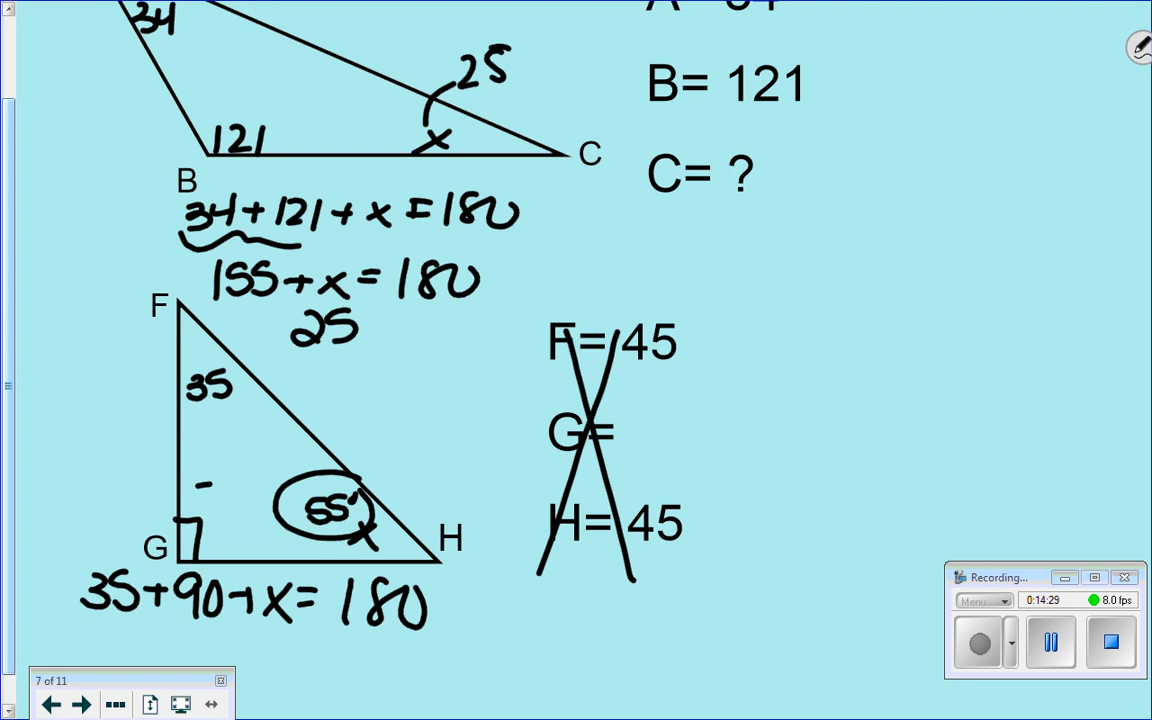 34
25
121
x
C
B
B= 121
C= ?
34+121+x=180
155+x=180
25
F
35
55°
x
G
H
35+90+x=180
F= 45
G=
H= 45
Recording...
Menu
0:14:29
8.0 fps
7 of 11